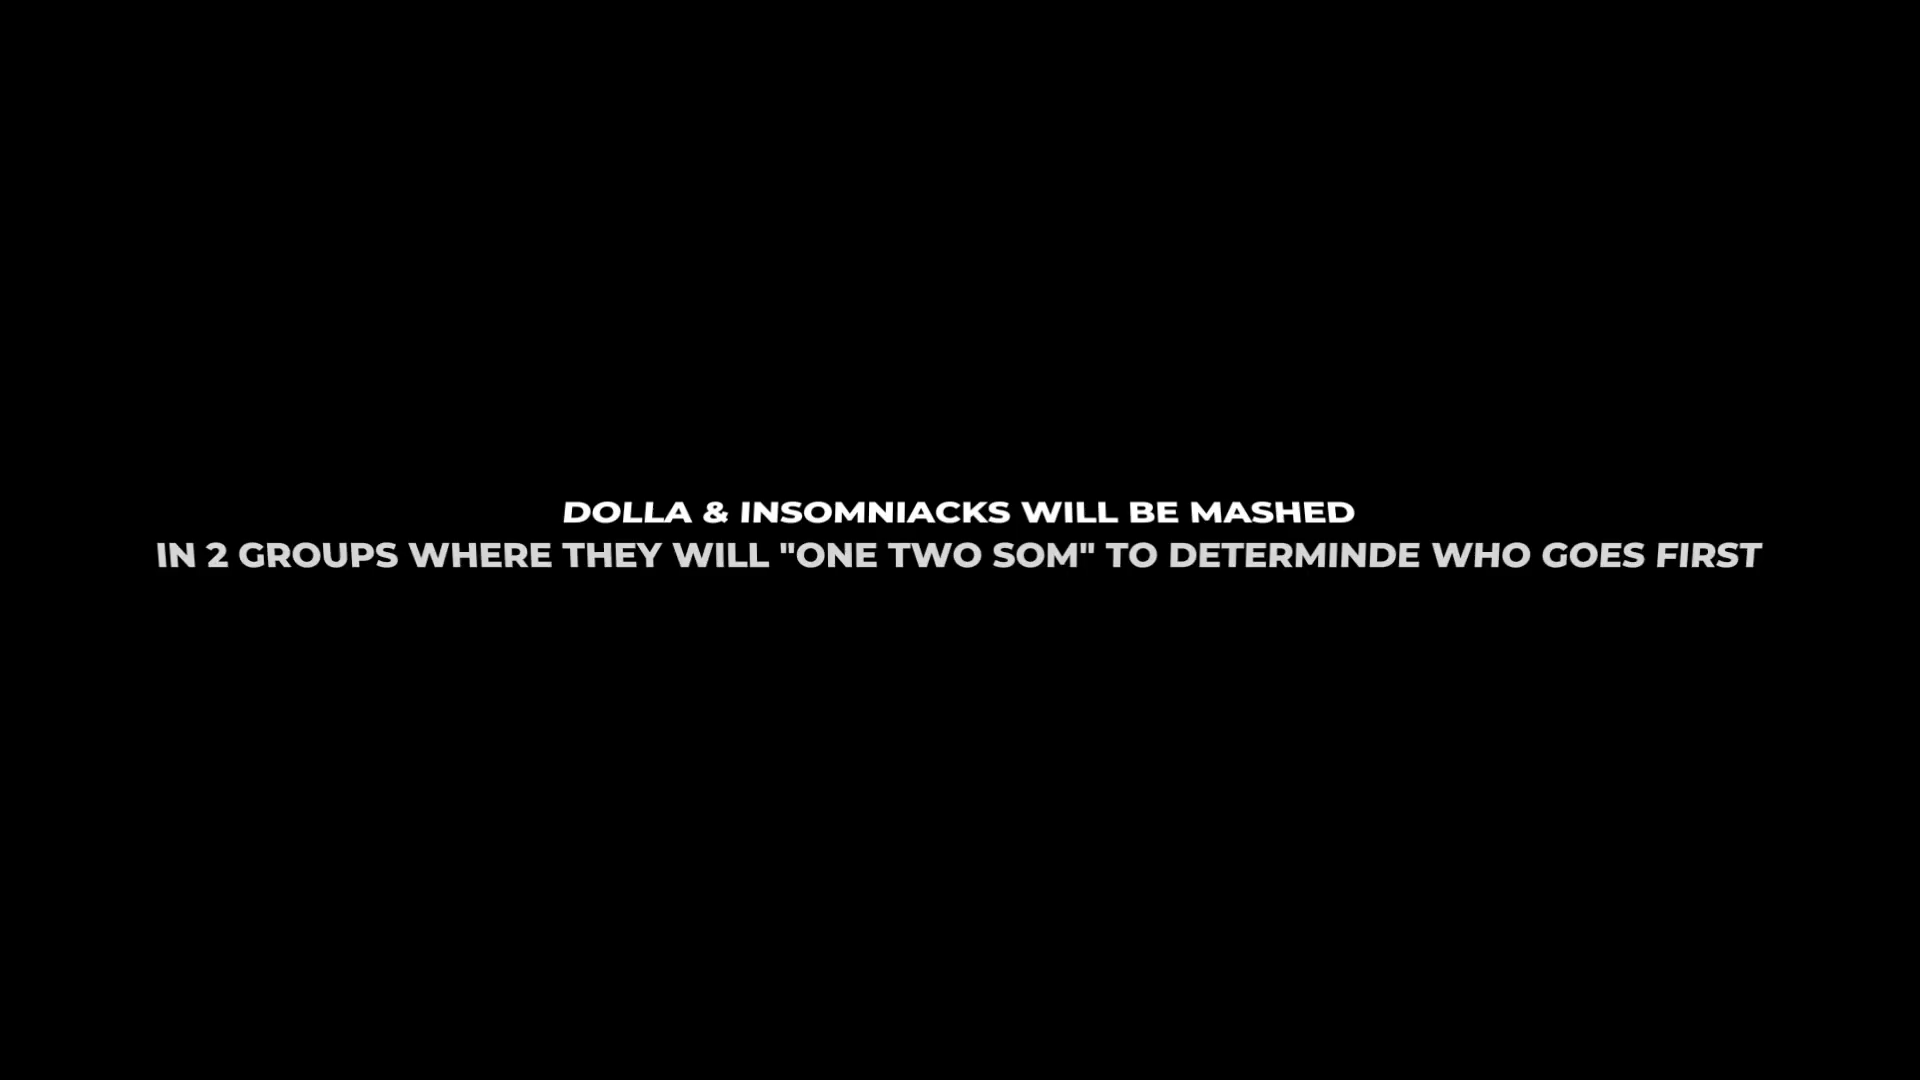 DOLLA & INSOMNIACKS WILL BE MASHED
IN 2 GROUPS WHERE THEY WILL "ONE TWO SOM" TO DETERMINDE WHO GOES FIRST